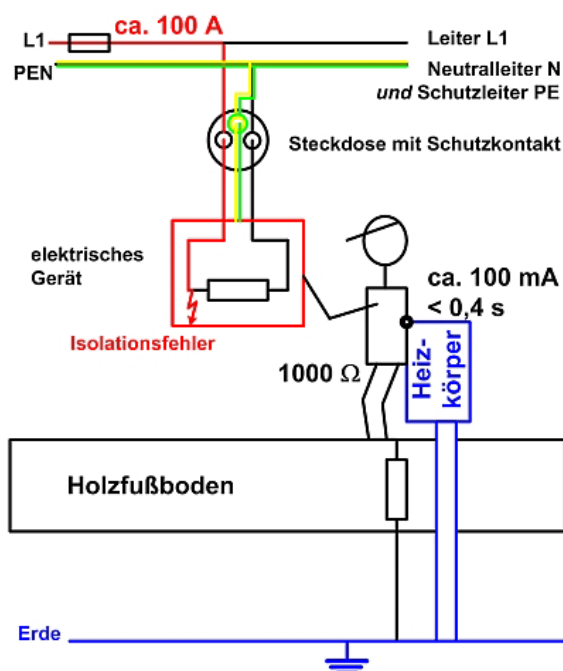 ca. 100 A
L1
Leiter L1
PEN
Neutralleiter N
und Schutzleiter PE
Steckdose mit Schutzkontakt
elektrisches
Gerät
ca. 100 mA
< 0,4 s
Isolationsfehler
1000 Ω
Heiz-
körper
Holzfußboden
Erde